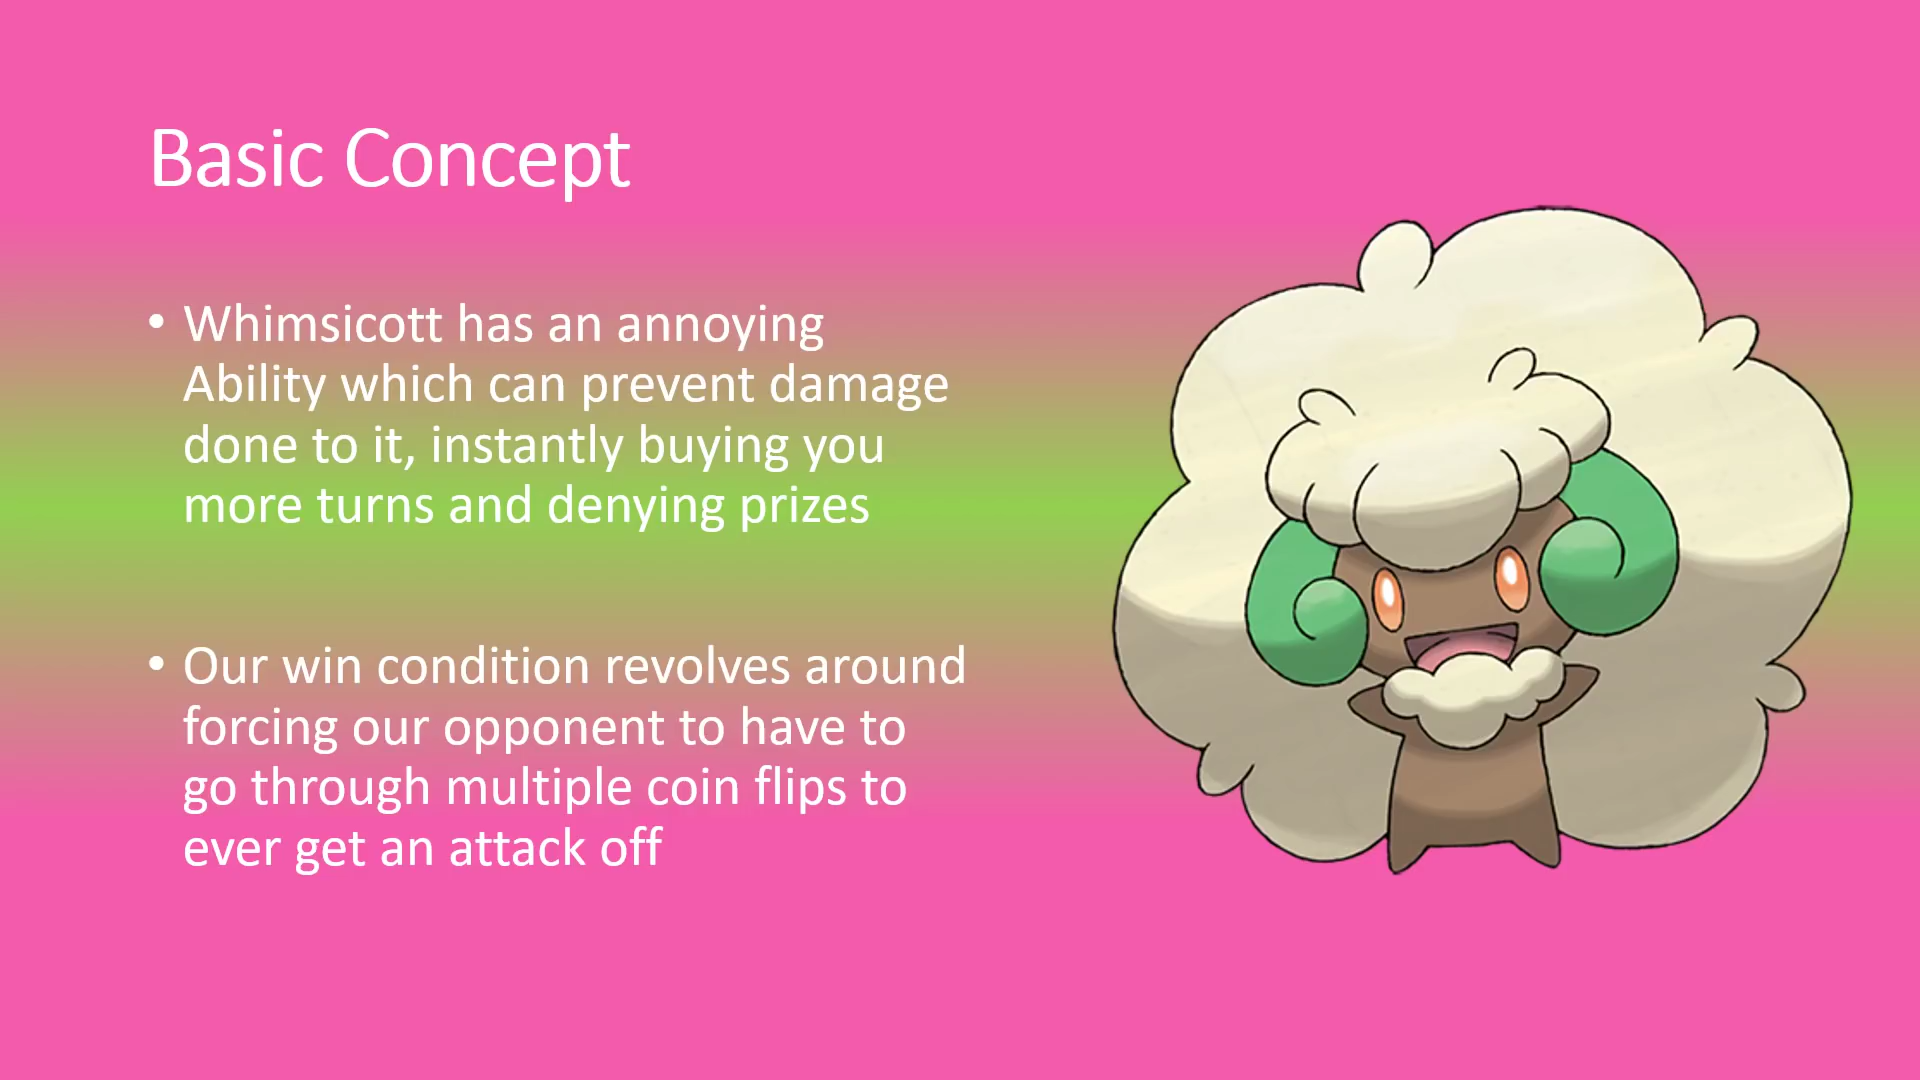 Basic Concept
• Whimsicott has an annoying
Ability which can prevent damage
done to it, instantly buying you
more turns and denying prizes
• Our win condition revolves around
forcing our opponent to have to
go through multiple coin flips to
ever get an attack off